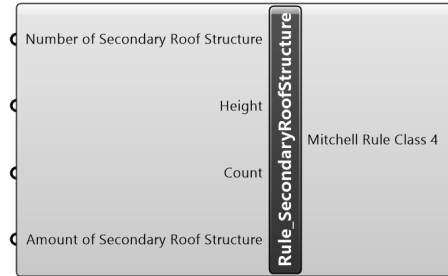 Number of Secondary Roof Structure
Height
Count
Amount of Secondary Roof Structure
Rule_SecondaryRoofStructure
Mitchell Rule Class 4